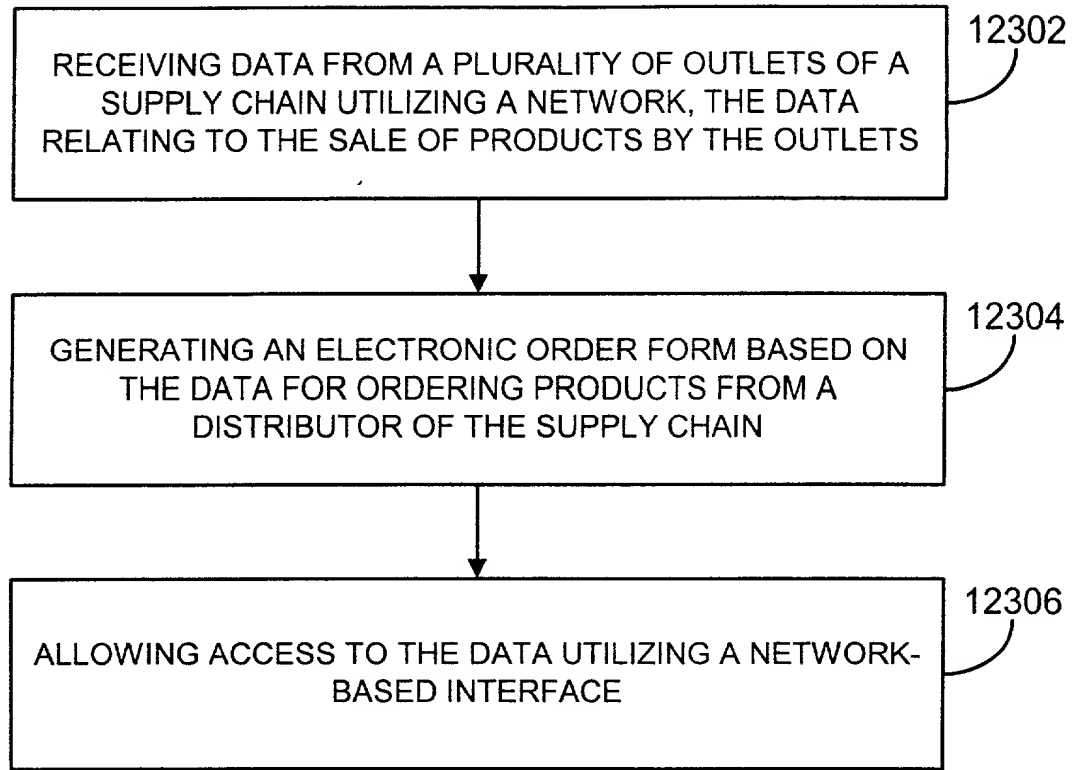 12302
RECEIVING DATA FROM A PLURALITY OF OUTLETS OF A
SUPPLY CHAIN UTILIZING A NETWORK, THE DATA
RELATING TO THE SALE OF PRODUCTS BY THE OUTLETS
12304
GENERATING AN ELECTRONIC ORDER FORM BASED ON
THE DATA FOR ORDERING PRODUCTS FROM A
DISTRIBUTOR OF THE SUPPLY CHAIN
12306
ALLOWING ACCESS TO THE DATA UTILIZING A NETWORK-
BASED INTERFACE